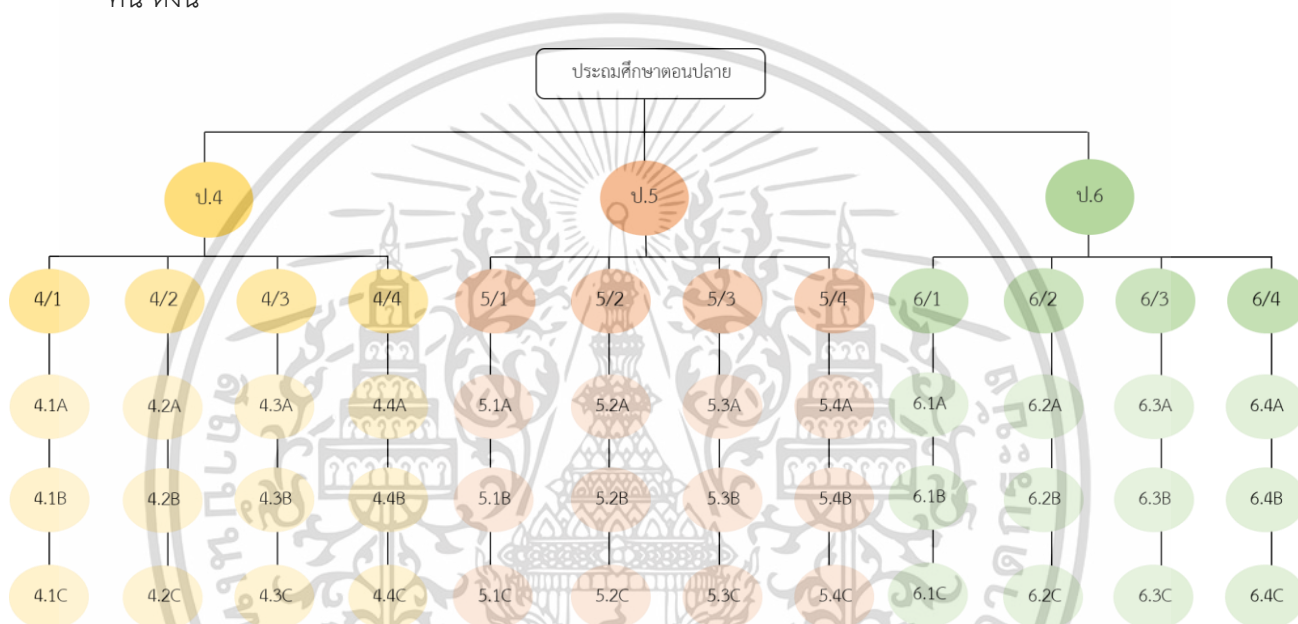 ประถมศึกษาตอนปลาย
ป.4 ป.5 ป.6
4/1 4/2 4/3 4/4 5/1 5/2 5/3 5/4 6/1 6/2 6/3 6/4
4.1A 4.2A 4.3A 4.4A 5.1A 5.2A 5.3A 5.4A 6.1A 6.2A 6.3A 6.4A
4.1B 4.2B 4.3B 4.4B 5.1B 5.2B 5.3B 5.4B 6.1B 6.2B 6.3B 6.4B
4.1C 4.2C 4.3C 4.4C 5.1C 5.2C 5.3C 5.4C 6.1C 6.2C 6.3C 6.4C